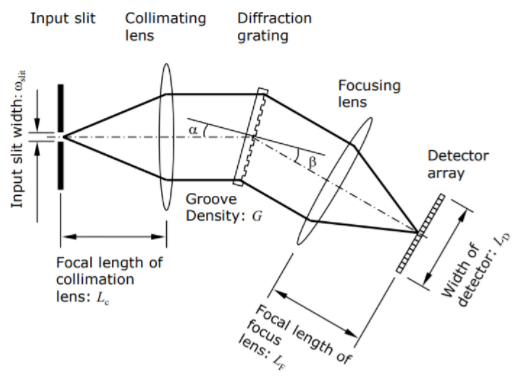 Input slit
Collimating
lens
Diffraction
grating
Focusing
lens
Input slit width: ωslit
α
β
Detector
array
Groove
Density: G
Focal length of
collimation
lens: Lc
Focal length of
focus
lens: LF
Width of
detector: LD